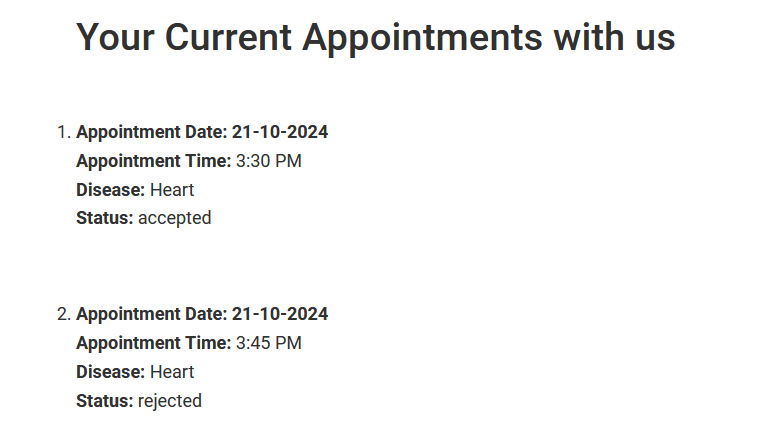 Your Current Appointments with us
1. Appointment Date: 21-10-2024
Appointment Time: 3:30 PM
Disease: Heart
Status: accepted
2. Appointment Date: 21-10-2024
Appointment Time: 3:45 PM
Disease: Heart
Status: rejected